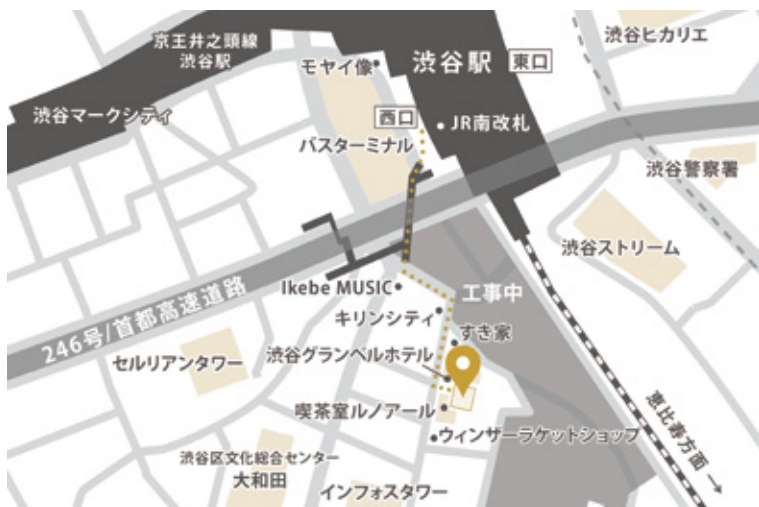 京王井之頭線
渋谷駅
モヤイ像
渋谷駅
東口
渋谷ヒカリエ
渋谷マークシティ
西口
JR南改札
バスターミナル
渋谷警察署
渋谷ストリーム
246号/首都高速道路
Ikebe MUSIC
工事中
キリンシティ
すき家
セルリアンタワー
渋谷グランベルホテル
喫茶室ルノアール
ウィンザーラケットショップ
恵比寿方面→
渋谷区文化総合センター
大和田
インフォスタワー